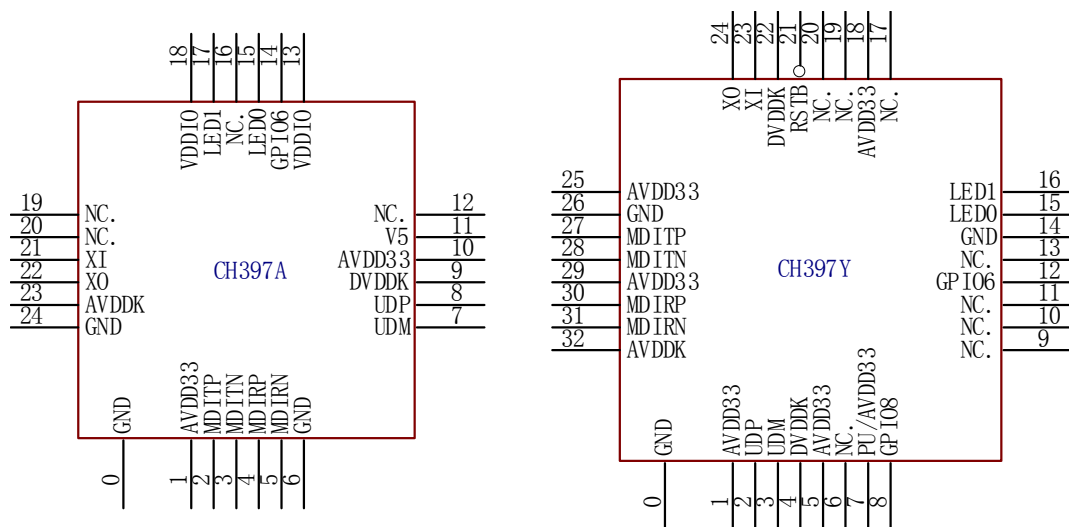 18 17 16 15 14 13
VDDIO LED1 NC. LED0 GPIO6 VDDIO
19 NC.
20 NC.
21 XI
22 XO
23 AVDDK
24 GND
CH397A
NC. 12
V5 11
AVDD33 10
DVDDK 9
UDP 8
UDM 7
GND AVDD33 MDITP MDITN MDIRP MDIRN GND
0 1 2 3 4 5 6
24 23 22 21 20 19 18 17
XO XI DVDDK RSTB NC. NC. AVDD33 NC.
25 AVDD33
26 GND
27 MDITP
28 MDITN
29 AVDD33
30 MDIRP
31 MDIRN
32 AVDDK
CH397Y
LED1 16
LED0 15
GND 14
NC. 13
GPIO6 12
NC. 11
NC. 10
NC. 9
GND AVDD33 UDP UDM DVDDK AVDD33 NC. PU/AVDD33 GPIO8
0 1 2 3 4 5 6 7 8